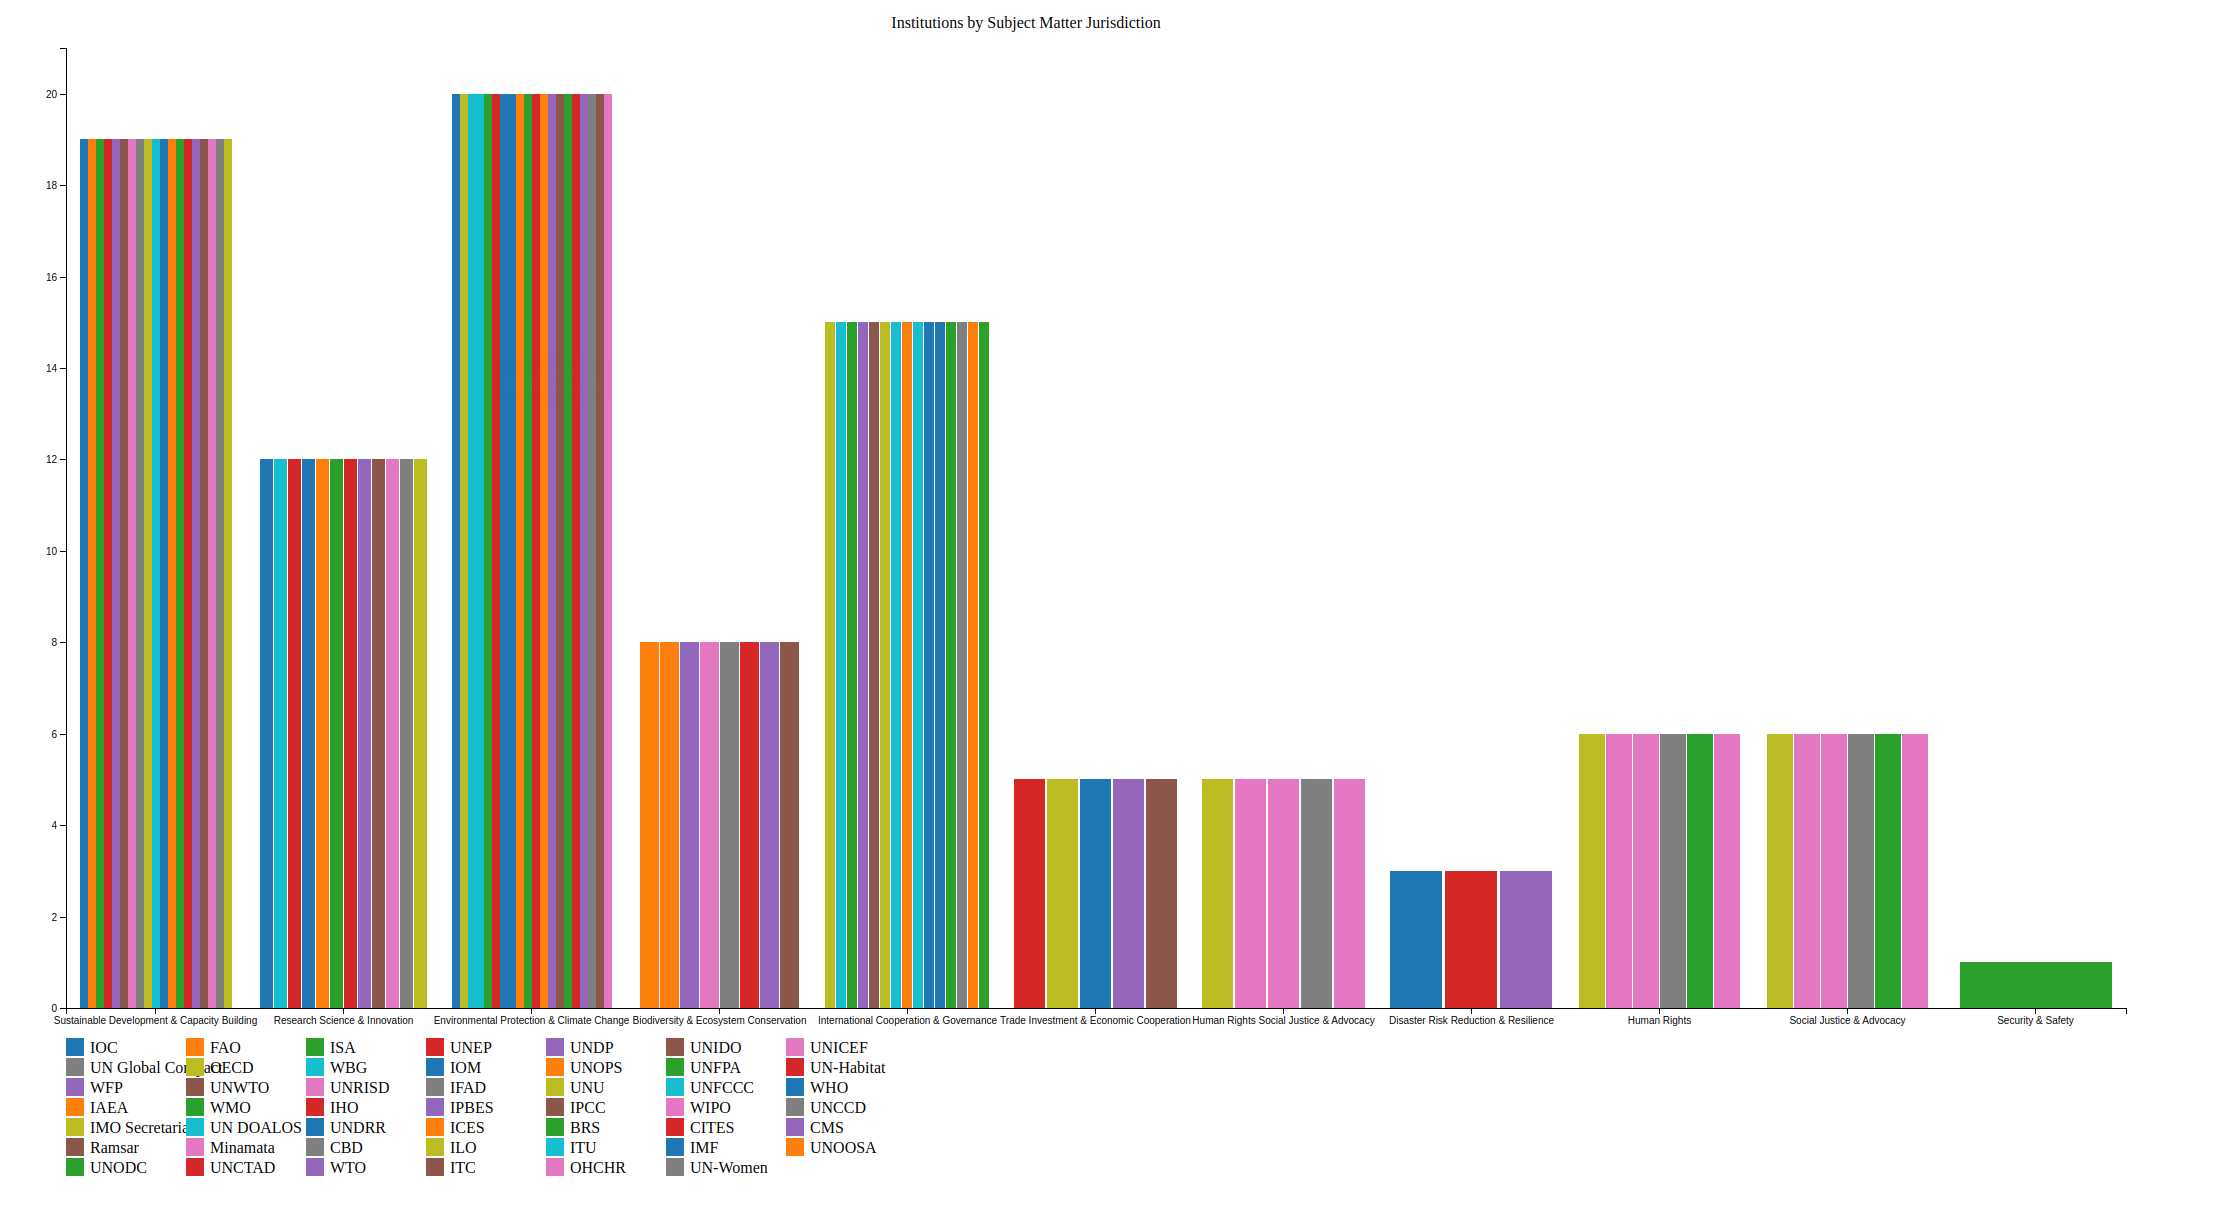 Institutions by Subject Matter Jurisdiction
20
18
16
14
12
10
8
6
4
2
0
Sustainable Development & Capacity Building Research Science & Innovation Environmental Protection & Climate Change Biodiversity & Ecosystem Conservation International Cooperation & Governance Trade Investment & Economic Cooperation Human Rights Social Justice & Advocacy Disaster Risk Reduction & Resilience Human Rights Social Justice & Advocacy Security & Safety
IOC FAO ISA UNEP UNDP UNIDO UNICEF
UN Global Compact OECD WBG IOM UNOPS UNFPA UN-Habitat
WFP UNWTO UNRISD IFAD UNU UNFCCC WHO
IAEA WMO IHO IPBES IPCC WIPO UNCCD
IMO Secretaria UN DOALOS UNDRR ICES BRS CITES CMS
Ramsar Minamata CBD ILO ITU IMF UNOOSA
UNODC UNCTAD WTO ITC OHCHR UN-Women